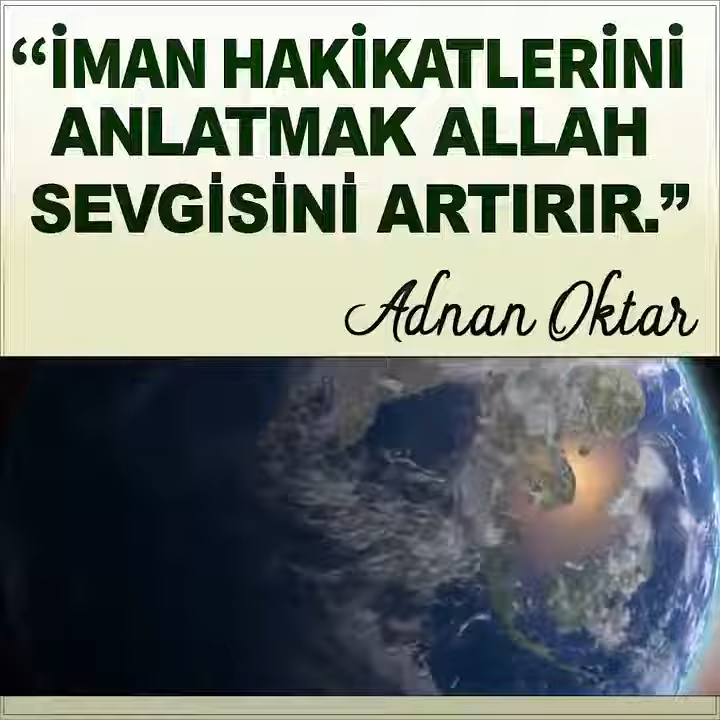 “İMAN HAKİKATLERİNİ
ANLATMAK ALLAH
SEVGİSİNİ ARTIRIR.”
Adnan Oktar